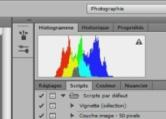 Photographie
Histogramme Historique Propriétés
Réglages Scripts Couleur Nuancier
Scripts par défaut
Vignette (sélection)
Couche image - 50 pixels